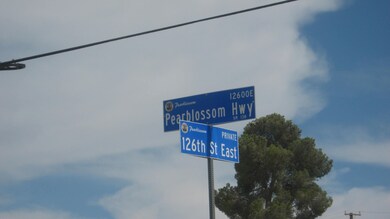 12600E
Pearblossom Hwy
PRIVATE
126th St East